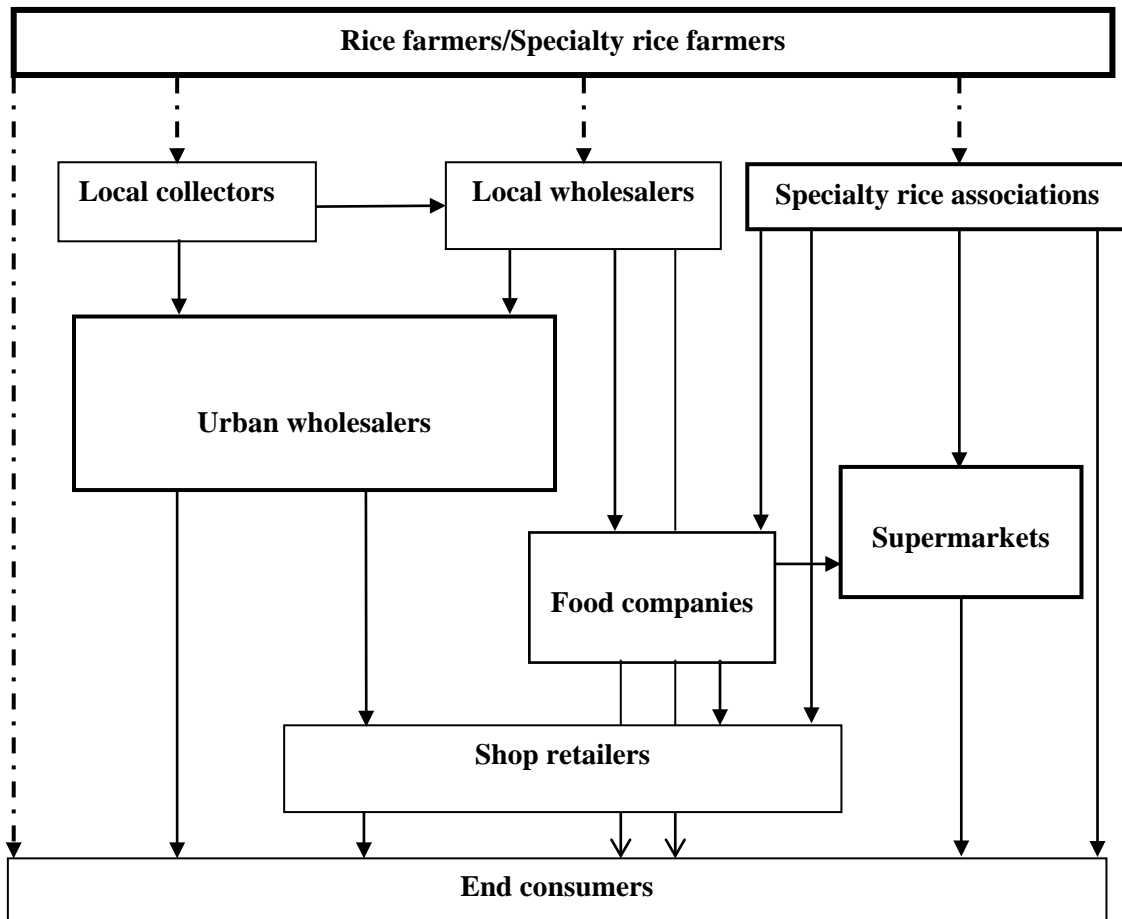 Rice farmers/Specialty rice farmers
Local collectors
Local wholesalers
Specialty rice associations
Urban wholesalers
Supermarkets
Food companies
Shop retailers
End consumers